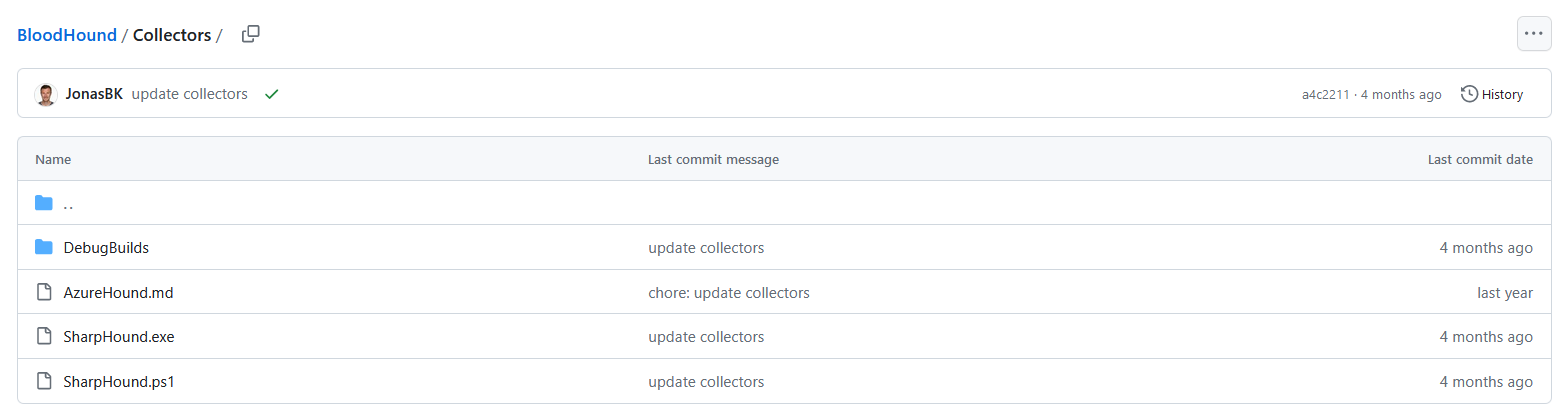 BloodHound / Collectors /
JonasBK update collectors a4c2211 · 4 months ago History
Name Last commit message Last commit date
..
DebugBuilds update collectors 4 months ago
AzureHound.md chore: update collectors last year
SharpHound.exe update collectors 4 months ago
SharpHound.ps1 update collectors 4 months ago